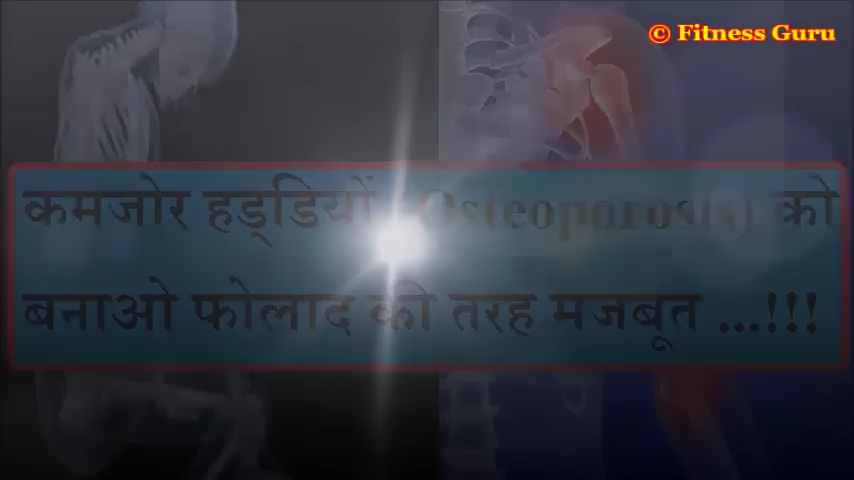 © Fitness Guru
कमजोर हड्डियों (Osteoporosis) को
बनाओ फोलाद की तरह मजबूत ...!!!